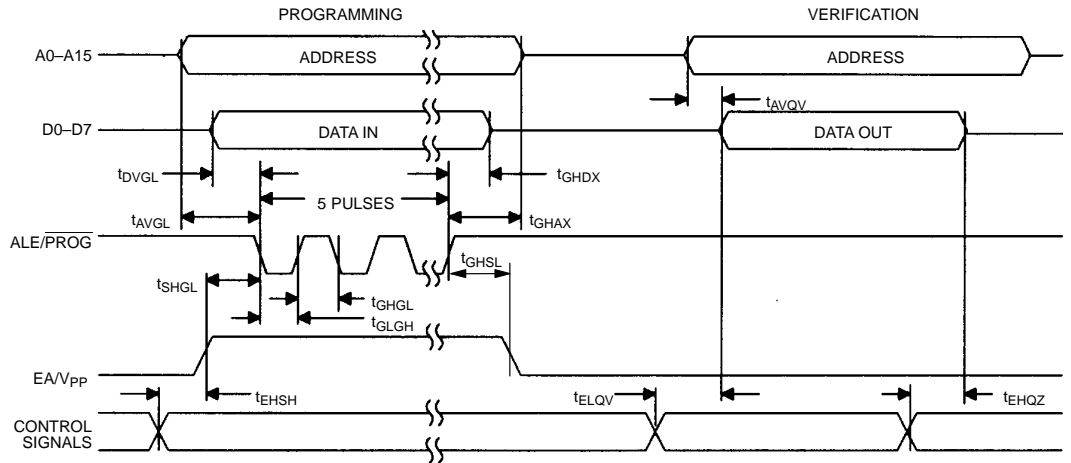 PROGRAMMING
VERIFICATION
A0–A15
ADDRESS
ADDRESS
tAVQV
D0–D7
DATA IN
DATA OUT
tDVGL
tGHDX
5 PULSES
tAVGL
tGHAX
ALE/PROG
tGHSL
tSHGL
tGHGL
tGLGH
EA/VPP
tEHSH
tELQV
tEHQZ
CONTROL
SIGNALS